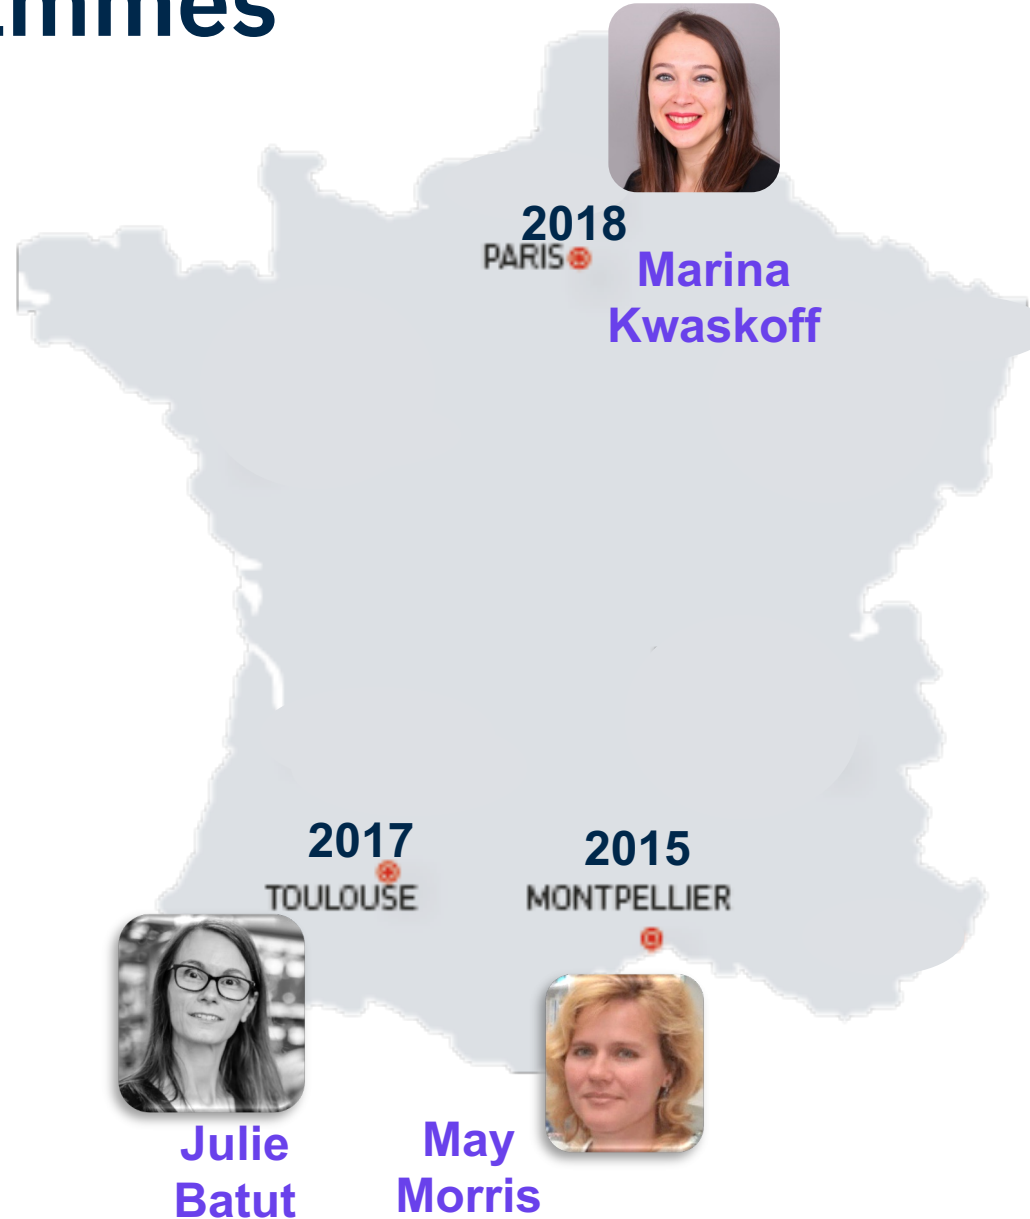 2018
PARIS
Marina
Kwaskoff
2017
TOULOUSE
2015
MONTPELLIER
Julie
Batut
May
Morris